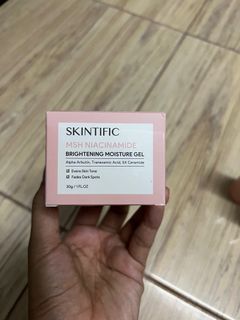 SKINTIFIC
MSH NIACINAMIDE
BRIGHTENING MOISTURE GEL
Alpha Arbutin, Tranexamic Acid, 5X Ceramide
Evens Skin Tone
Fades Dark Spots
30g / 1 FL.OZ